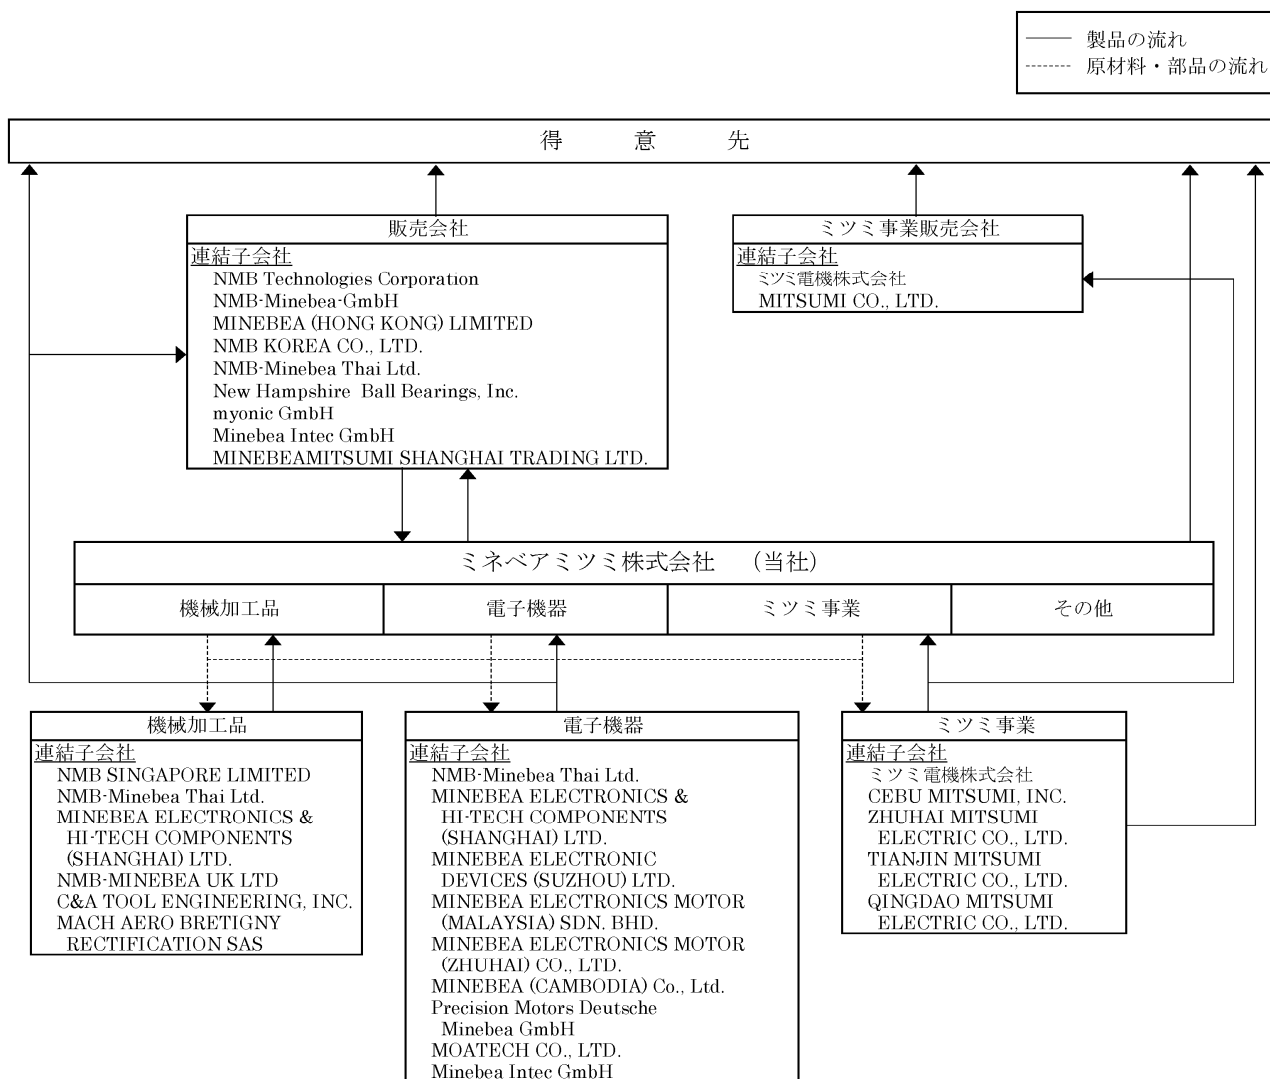 製品の流れ
原材料・部品の流れ
得 意 先
販売会社
連結子会社
NMB Technologies Corporation
NMB-Minebea-GmbH
MINEBEA (HONG KONG) LIMITED
NMB KOREA CO., LTD.
NMB-Minebea Thai Ltd.
New Hampshire Ball Bearings, Inc.
myonic GmbH
Minebea Intec GmbH
MINEBEAMITSUMI SHANGHAI TRADING LTD.
ミツミ事業販売会社
連結子会社
ミツミ電機株式会社
MITSUMI CO., LTD.
ミネベアミツミ株式会社 （当社）
機械加工品
電子機器
ミツミ事業
その他
機械加工品
連結子会社
NMB SINGAPORE LIMITED
NMB-Minebea Thai Ltd.
MINEBEA ELECTRONICS &
HI-TECH COMPONENTS
(SHANGHAI) LTD.
NMB-MINEBEA UK LTD
C&A TOOL ENGINEERING, INC.
MACH AERO BRETIGNY
RECTIFICATION SAS
電子機器
連結子会社
NMB-Minebea Thai Ltd.
MINEBEA ELECTRONICS &
HI-TECH COMPONENTS
(SHANGHAI) LTD.
MINEBEA ELECTRONIC
DEVICES (SUZHOU) LTD.
MINEBEA ELECTRONICS MOTOR
(MALAYSIA) SDN. BHD.
MINEBEA ELECTRONICS MOTOR
(ZHUHAI) CO., LTD.
MINEBEA (CAMBODIA) Co., Ltd.
Precision Motors Deutsche
Minebea GmbH
MOATECH CO., LTD.
Minebea Intec GmbH
ミツミ事業
連結子会社
ミツミ電機株式会社
CEBU MITSUMI, INC.
ZHUHAI MITSUMI
ELECTRIC CO., LTD.
TIANJIN MITSUMI
ELECTRIC CO., LTD.
QINGDAO MITSUMI
ELECTRIC CO., LTD.